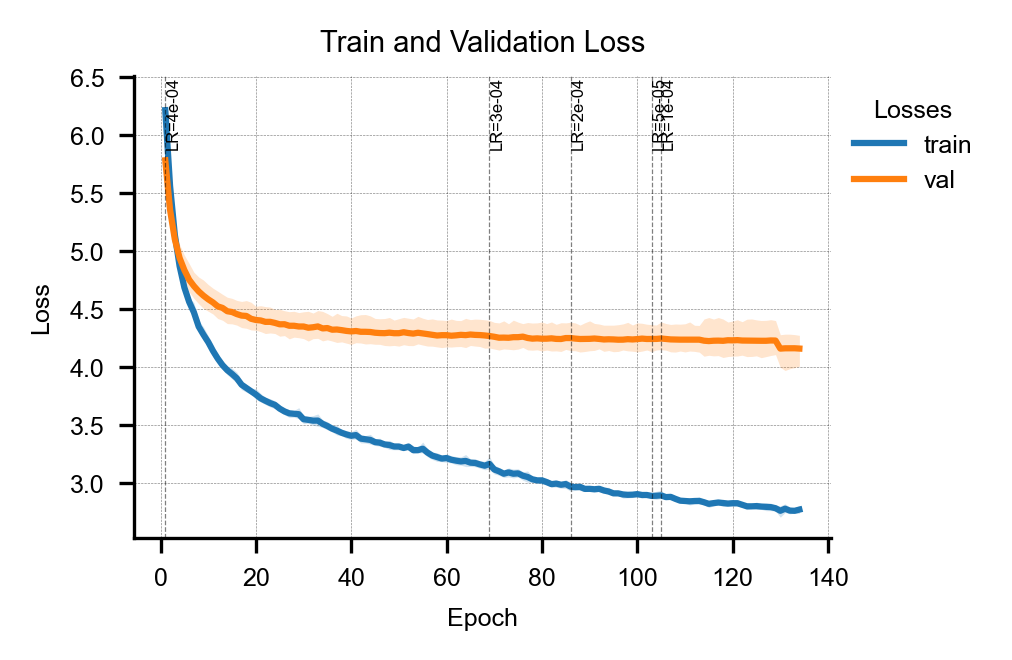 Train and Validation Loss
6.5
6.0
5.5
5.0
4.5
4.0
3.5
3.0
Loss
LR=4e-04
LR=3e-04
LR=2e-04
LR=5e-05
LR=1e-04
0 20 40 60 80 100 120 140
Epoch
Losses
train
val